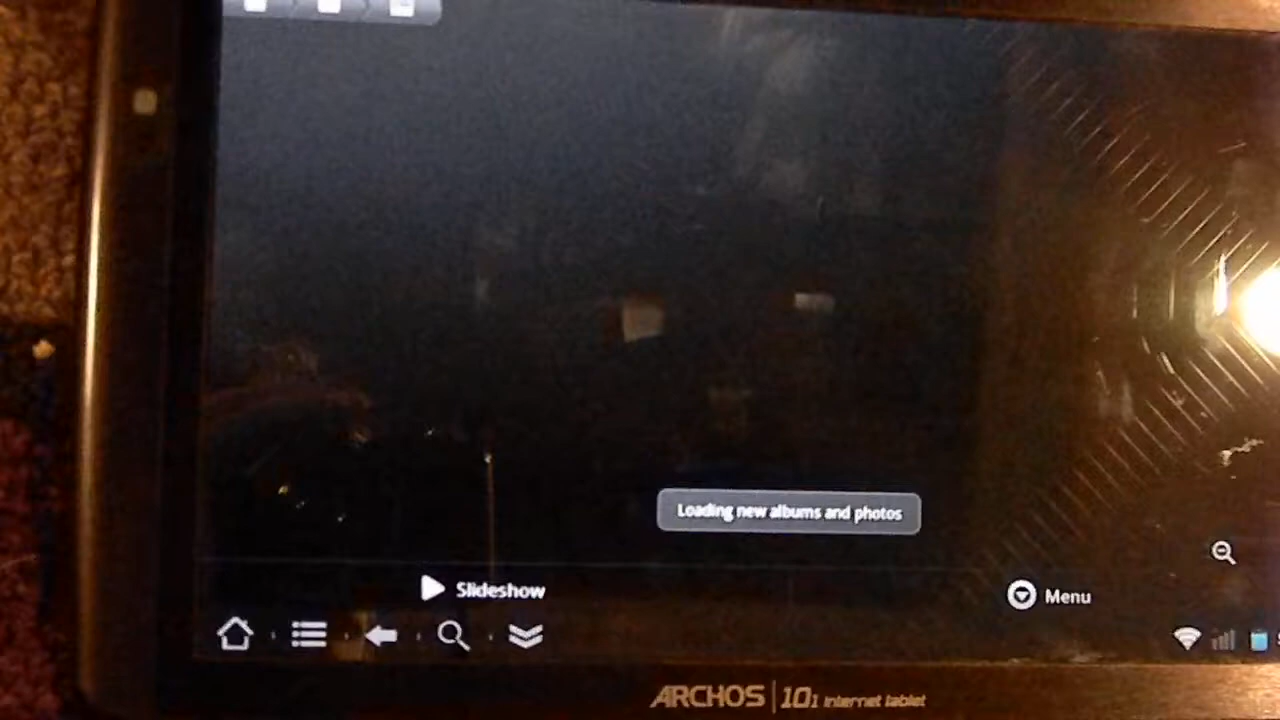 Loading new albums and photos
Slideshow
Menu
ARCHOS 101 internet tablet